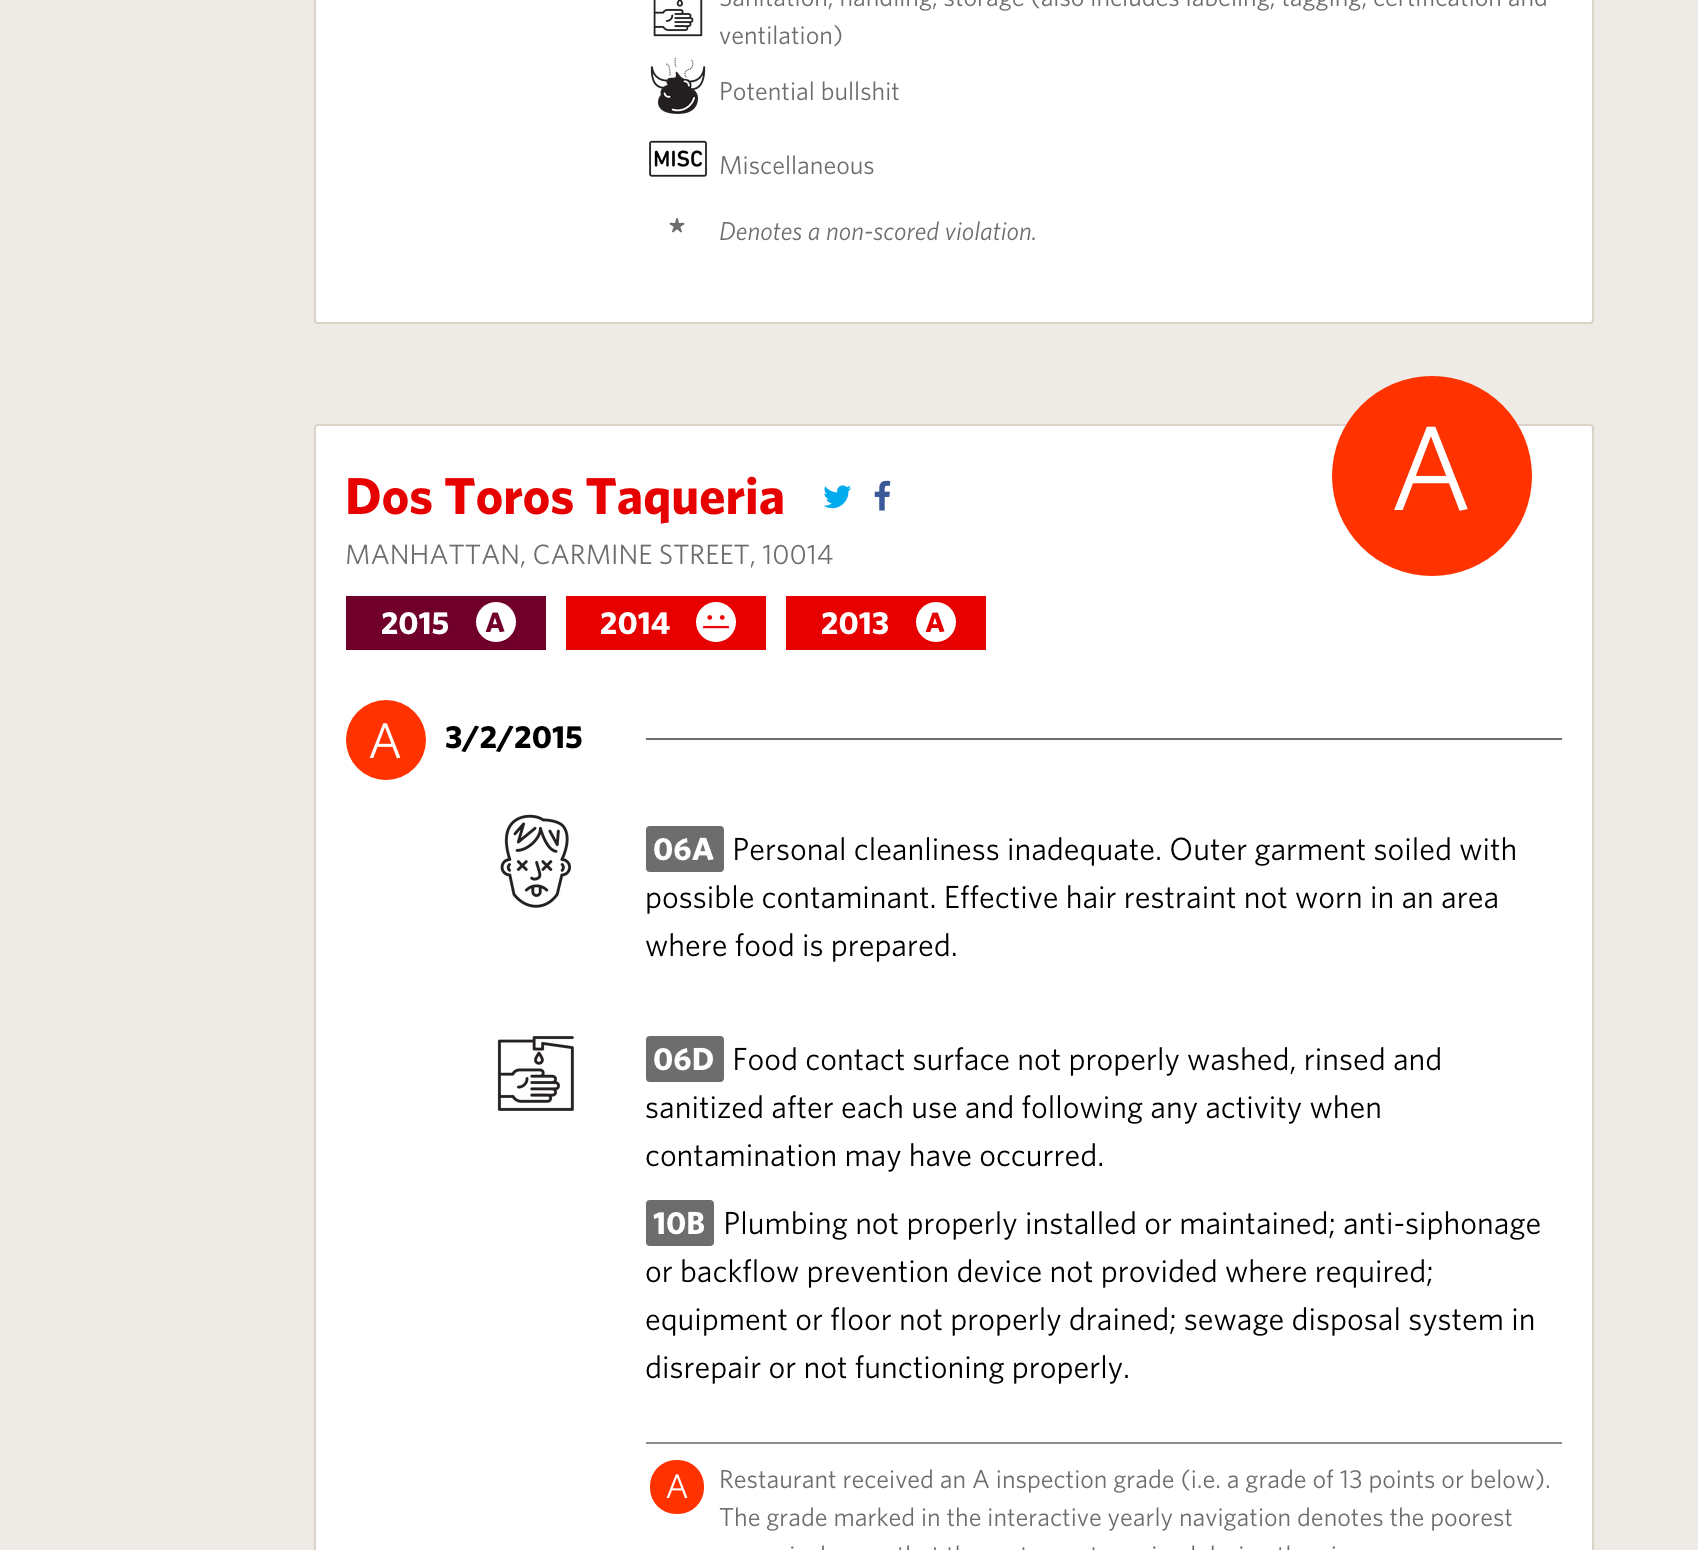 Sanitation, handling, storage (also includes labeling, tagging, certification and
ventilation)
Potential bullshit
MISC Miscellaneous
★ Denotes a non-scored violation.
A
Dos Toros Taqueria
MANHATTAN, CARMINE STREET, 10014
2015 A 2014 2013 A
A 3/2/2015
06A Personal cleanliness inadequate. Outer garment soiled with
possible contaminant. Effective hair restraint not worn in an area
where food is prepared.
06D Food contact surface not properly washed, rinsed and
sanitized after each use and following any activity when
contamination may have occurred.
10B Plumbing not properly installed or maintained; anti-siphonage
or backflow prevention device not provided where required;
equipment or floor not properly drained; sewage disposal system in
disrepair or not functioning properly.
A Restaurant received an A inspection grade (i.e. a grade of 13 points or below).
The grade marked in the interactive yearly navigation denotes the poorest